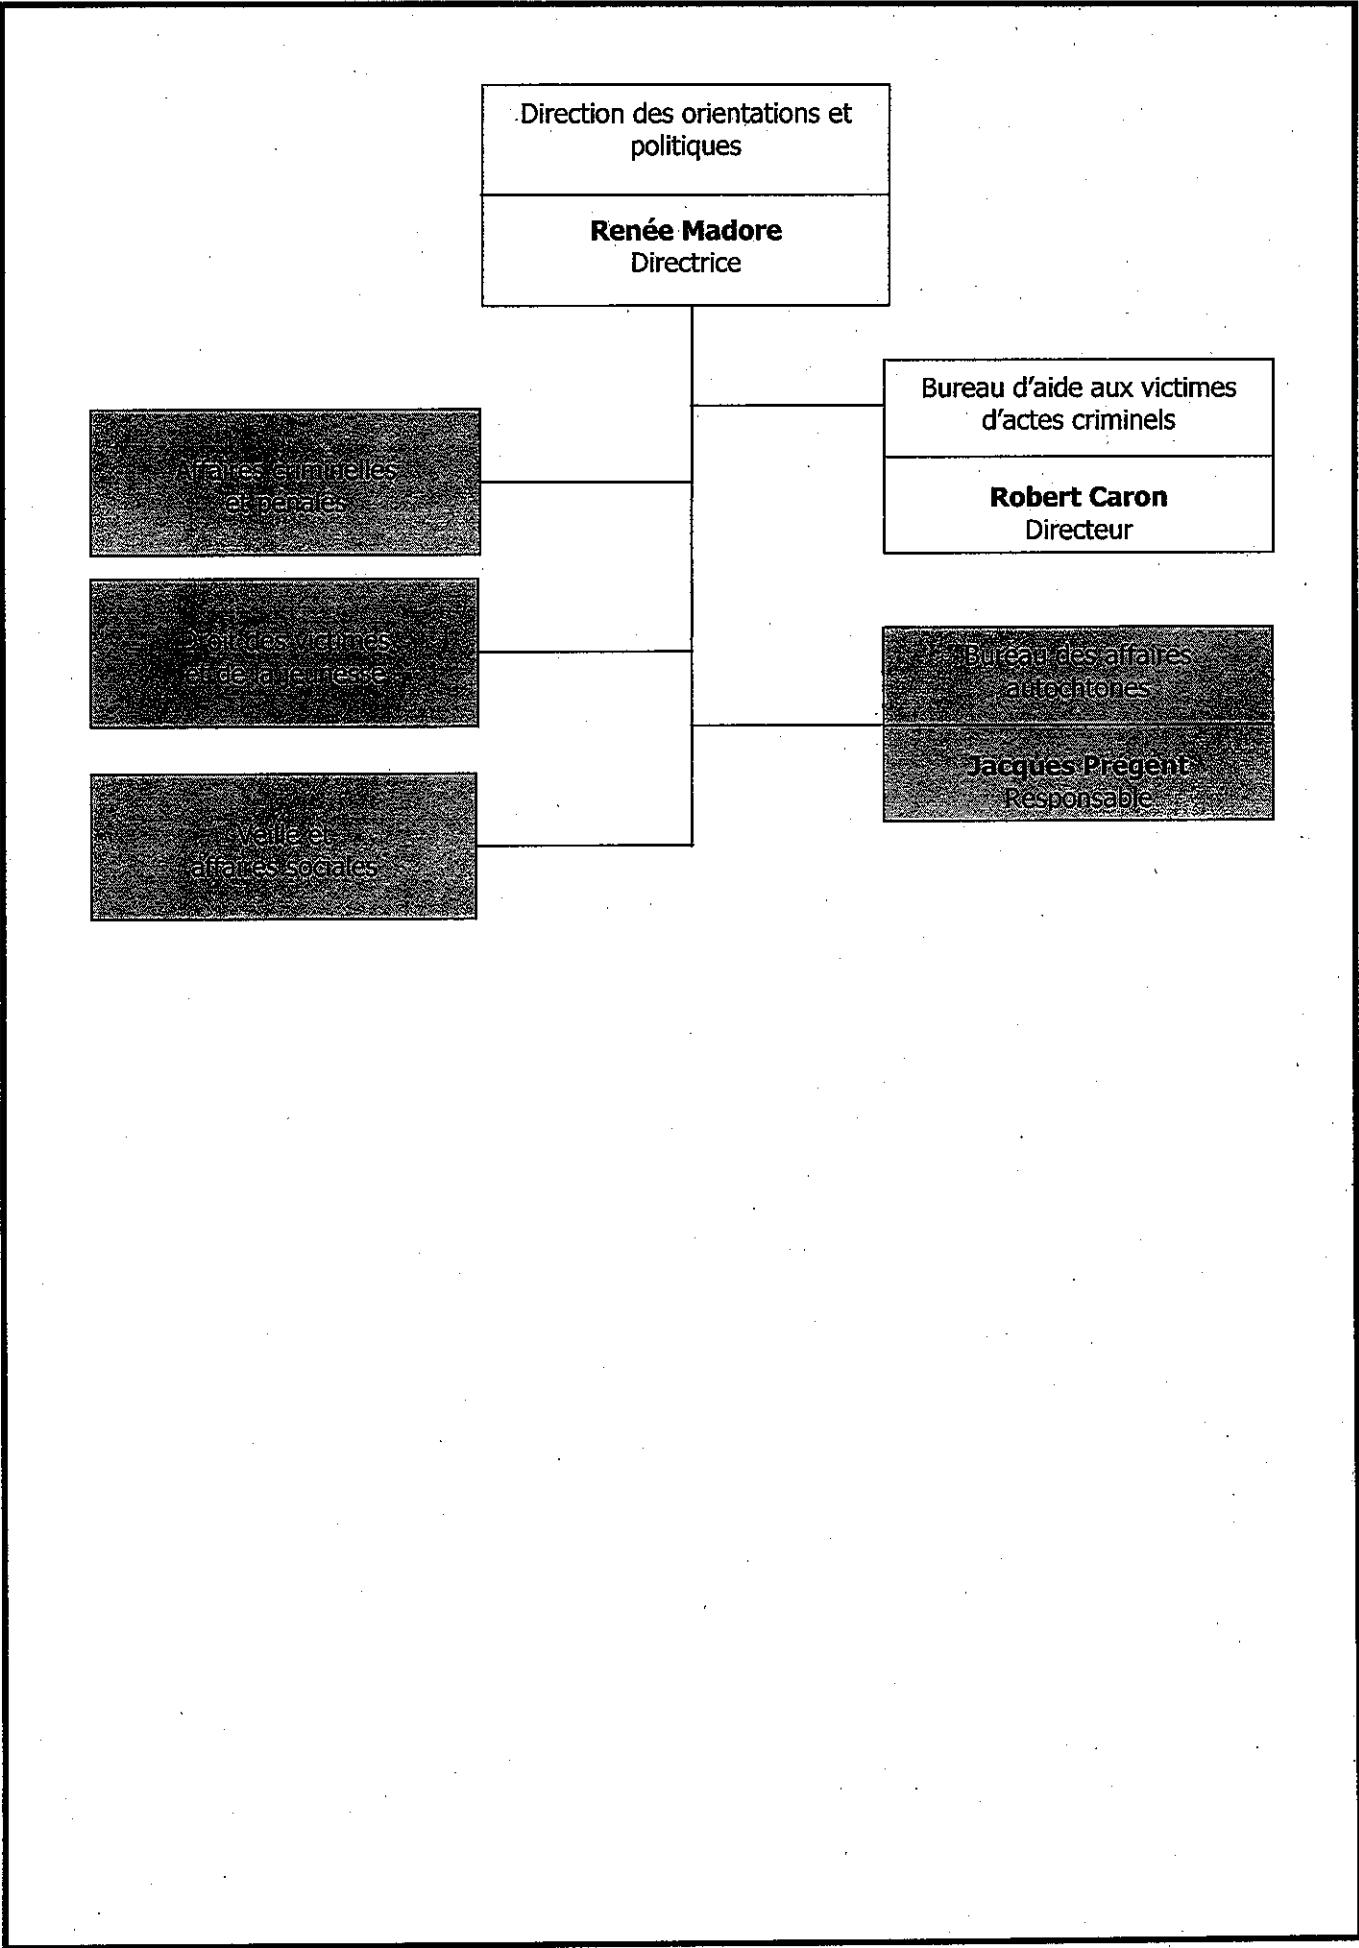 Direction des orientations et
politiques
Renée Madore
Directrice
Bureau d'aide aux victimes
d'actes criminels
Robert Caron
Directeur
Affaires criminelles
et pénales
Droit des victimes
et de la jeunesse
Bureau des affaires
autochtones
Jacques Prégent
Responsable
Veille et
affaires sociales